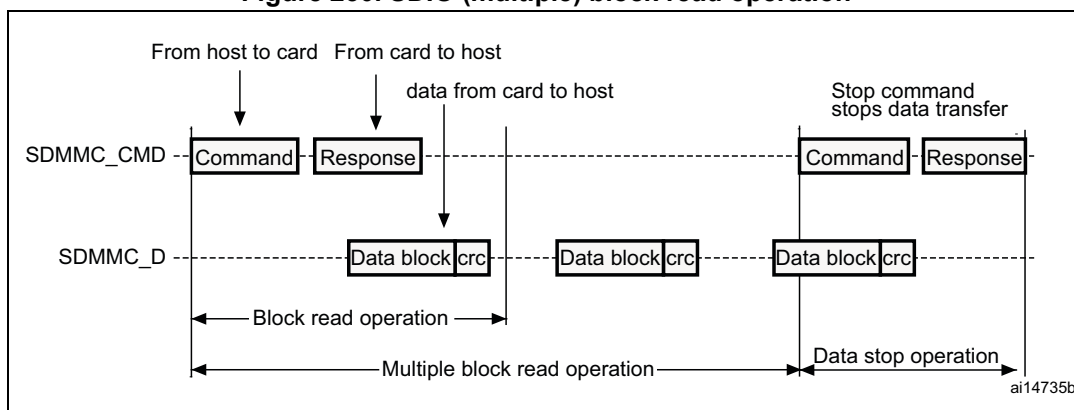 Figure SDIO (Multiple) block read operation
From host to card From card to host
data from card to host
Stop command
stops data transfer
SDMMC_CMD Command Response Command Response
SDMMC_D Data block crc Data block crc Data block crc
Block read operation
Data stop operation
Multiple block read operation
ai14735b